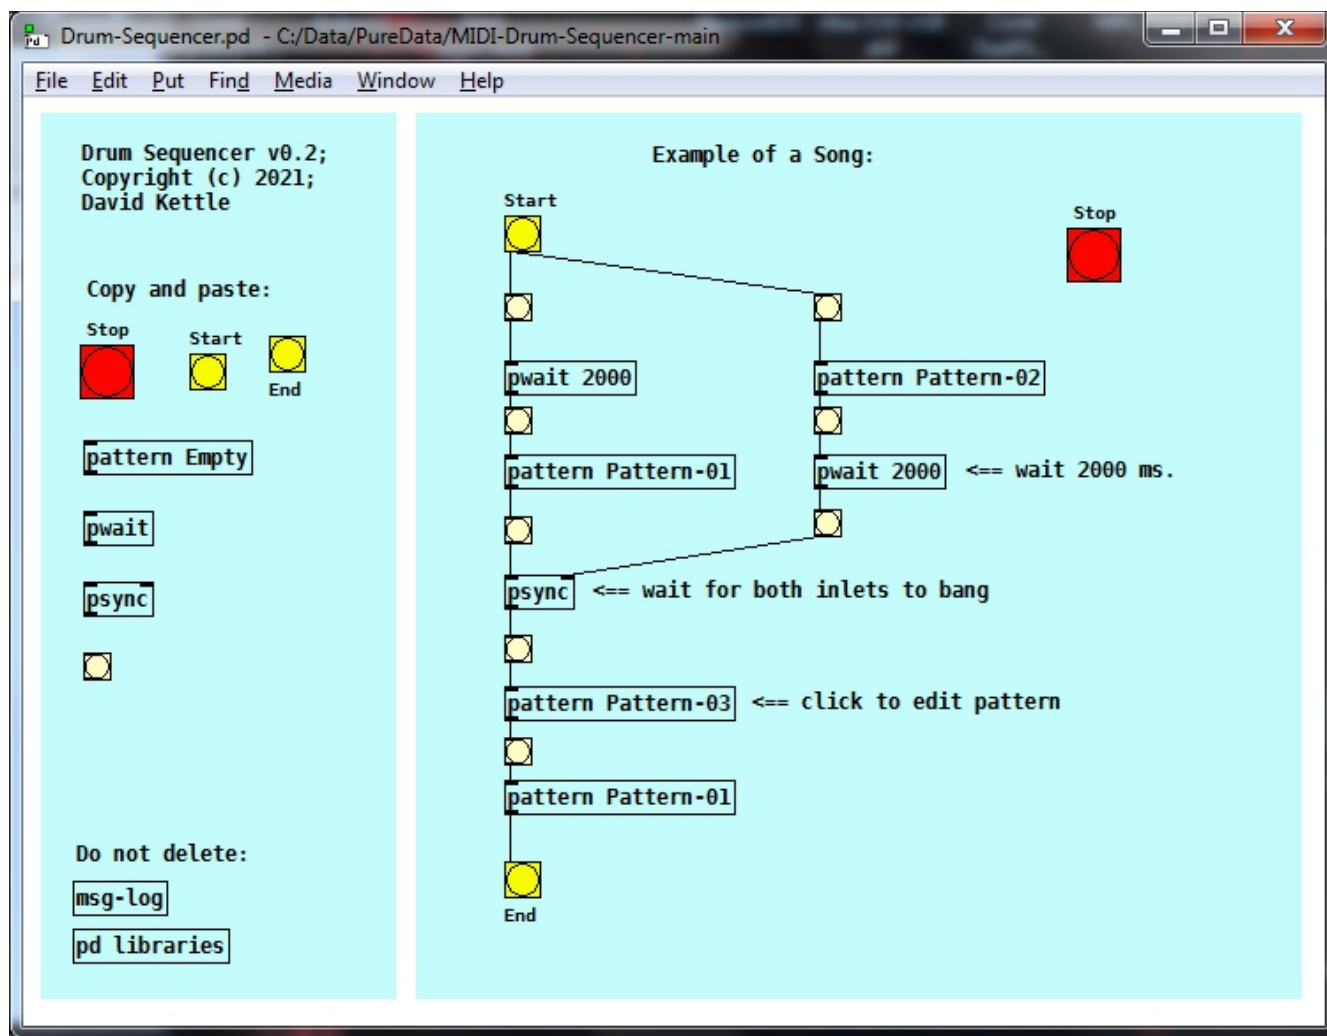 Drum-Sequencer.pd - C:/Data/PureData/MIDI-Drum-Sequencer-main
File Edit Put Find Media Window Help
Drum Sequencer v0.2;
Copyright (c) 2021;
David Kettle
Copy and paste:
Stop
Start
End
pattern Empty
pwait
psync
Do not delete:
msg-log
pd libraries
Example of a Song:
Start
Stop
pwait 2000
pattern Pattern-02
pattern Pattern-01
pwait 2000 <== wait 2000 ms.
psync <== wait for both inlets to bang
pattern Pattern-03 <== click to edit pattern
pattern Pattern-01
End